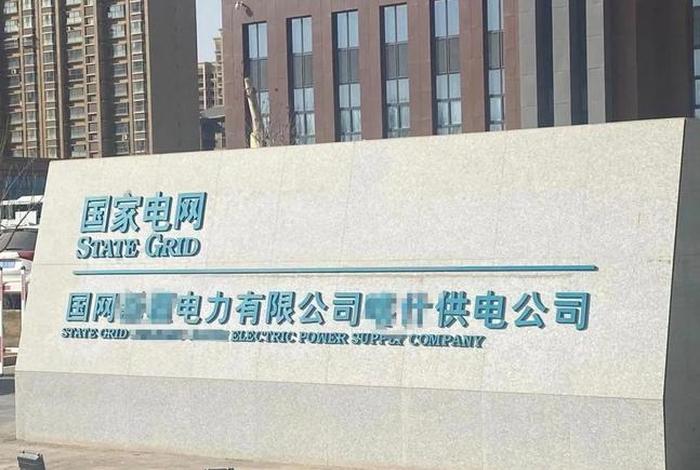 国家电网
STATE GRID
国网电力有限公司供电公司
STATE GRID ELECTRIC POWER SUPPLY COMPANY